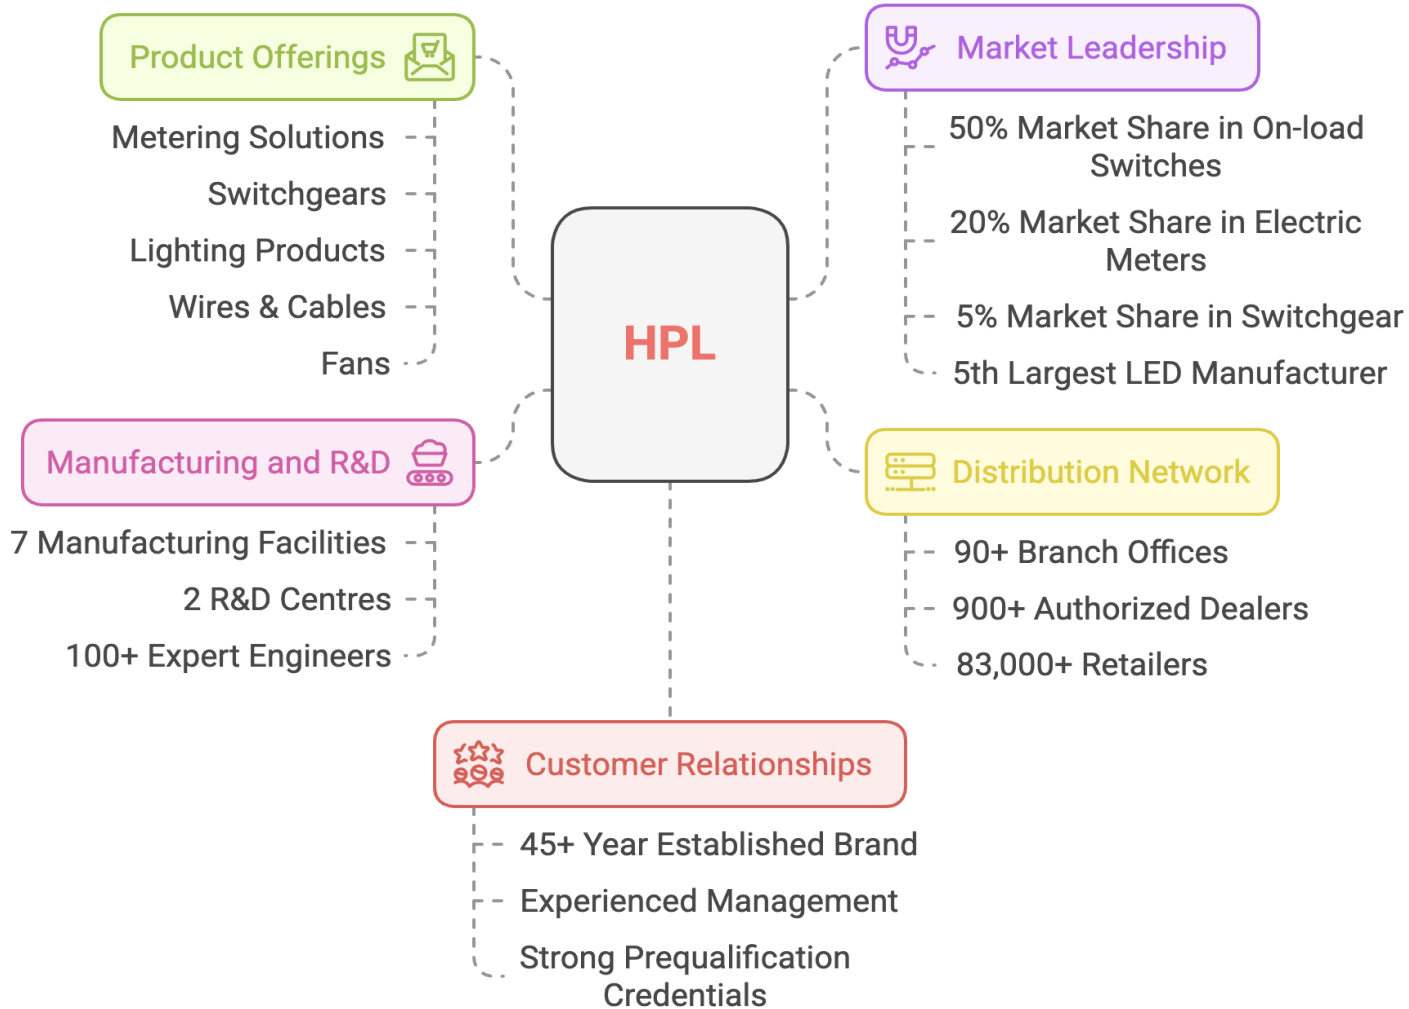 Product Offerings
Metering Solutions
Switchgears
Lighting Products
Wires & Cables
Fans
Manufacturing and R&D
7 Manufacturing Facilities
2 R&D Centres
100+ Expert Engineers
HPL
Market Leadership
50% Market Share in On-load
Switches
20% Market Share in Electric
Meters
5% Market Share in Switchgear
5th Largest LED Manufacturer
Distribution Network
90+ Branch Offices
900+ Authorized Dealers
83,000+ Retailers
Customer Relationships
45+ Year Established Brand
Experienced Management
Strong Prequalification
Credentials